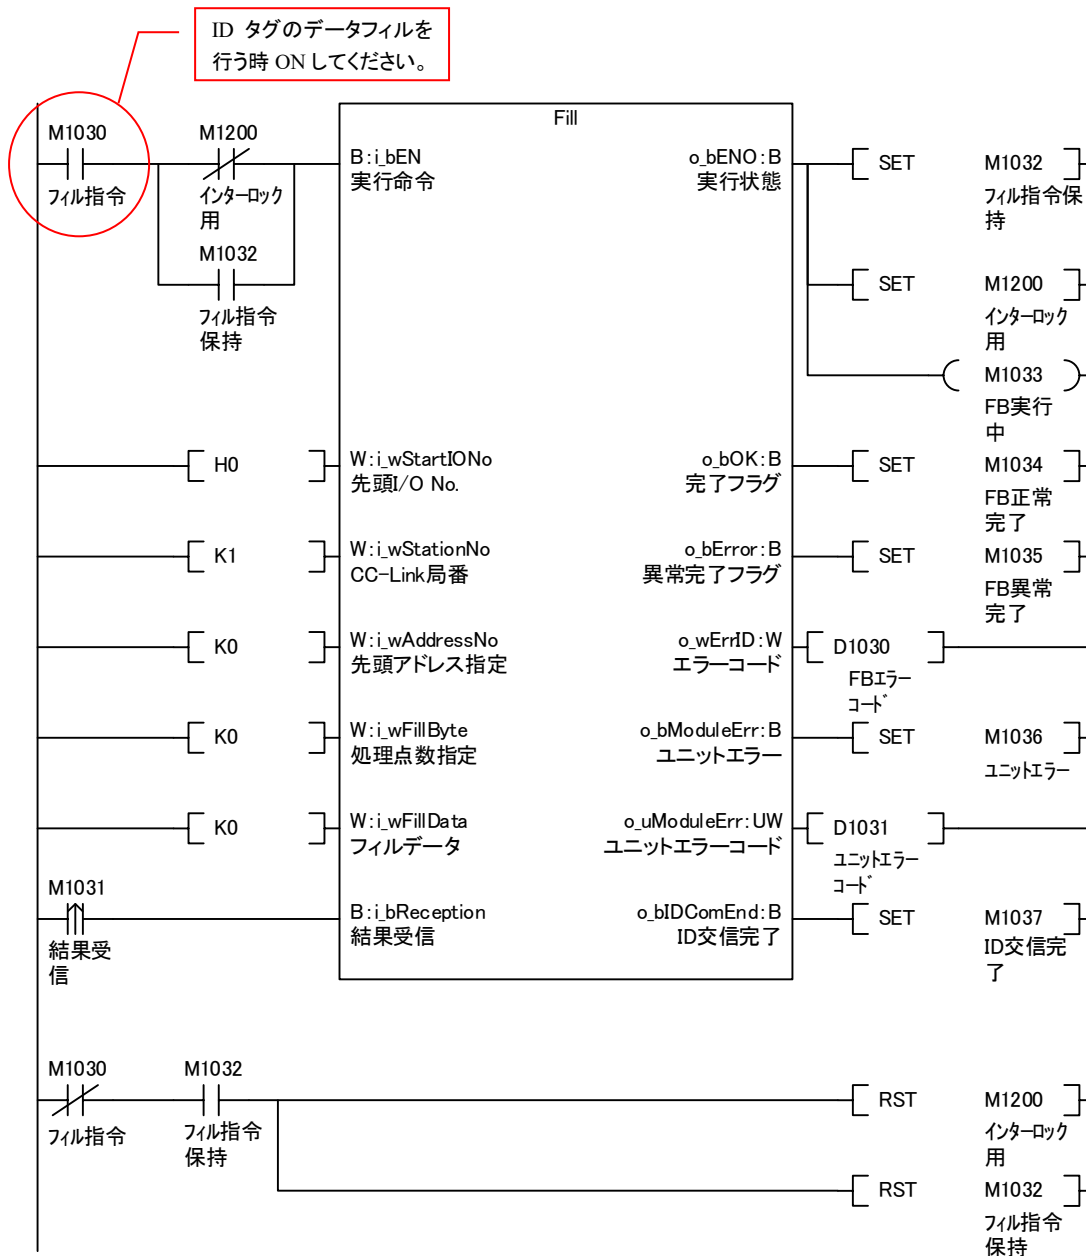 ID タグのデータフィルを
行う時 ON してください。
Fill
M1030
M1200
B:i_bEN
o_bENO:B
SET
M1032
フィル指令
インターロック
用
実行命令
実行状態
フィル指令保
持
M1032
フィル指令
保持
SET
M1200
インターロック
用
M1033
FB実行
中
H0
W:i_wStartIONo
先頭I/O No.
o_bOK:B
完了フラグ
SET
M1034
FB正常
完了
K1
W:i_wStationNo
CC-Link局番
o_bError:B
異常完了フラグ
SET
M1035
FB異常
完了
K0
W:i_wAddressNo
先頭アドレス指定
o_wErrID:W
エラーコード
D1030
FBエラー
コード
K0
W:i_wFillByte
処理点数指定
o_bModuleErr:B
ユニットエラー
SET
M1036
ユニットエラー
K0
W:i_wFillData
フィルデータ
o_uModuleErr:UW
ユニットエラーコード
D1031
ユニットエラー
コード
M1031
結果受
信
B:i_bReception
結果受信
o_bIDComEnd:B
ID交信完了
SET
M1037
ID交信完
了
M1030
フィル指令
M1032
フィル指令
保持
RST
M1200
インターロック
用
RST
M1032
フィル指令
保持